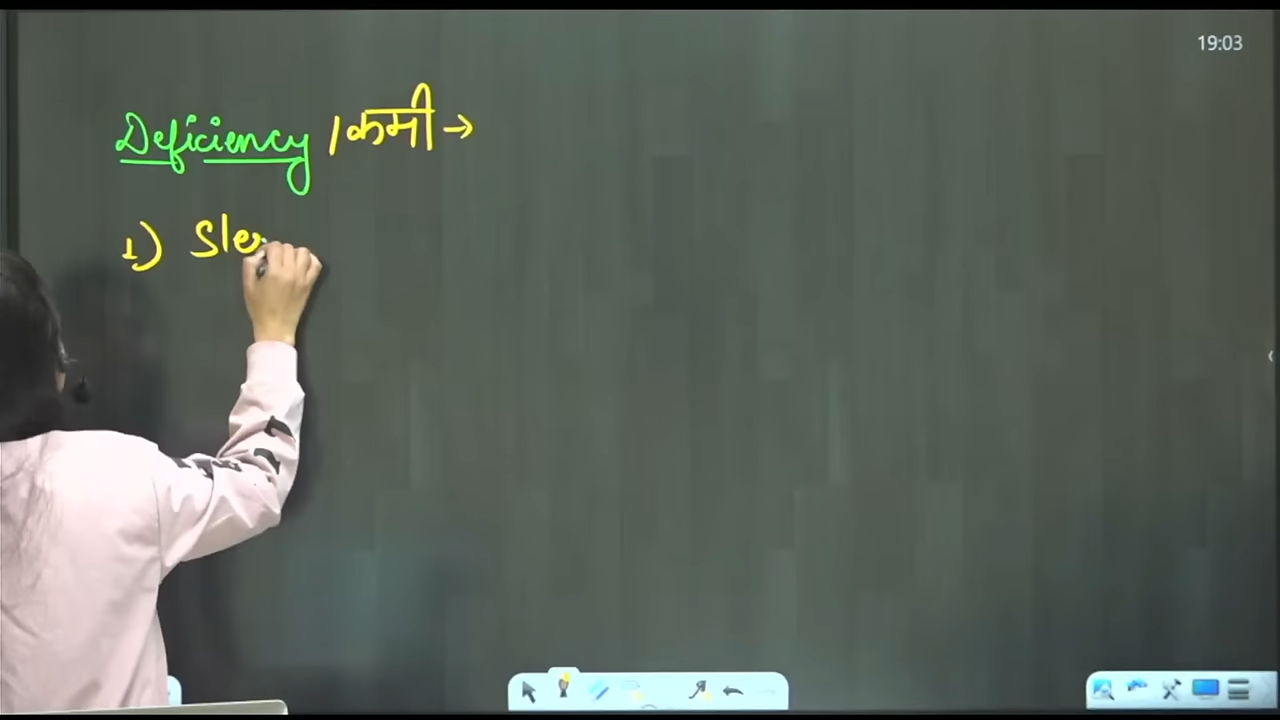 19:03
Deficiency / कमी →
1) Sle